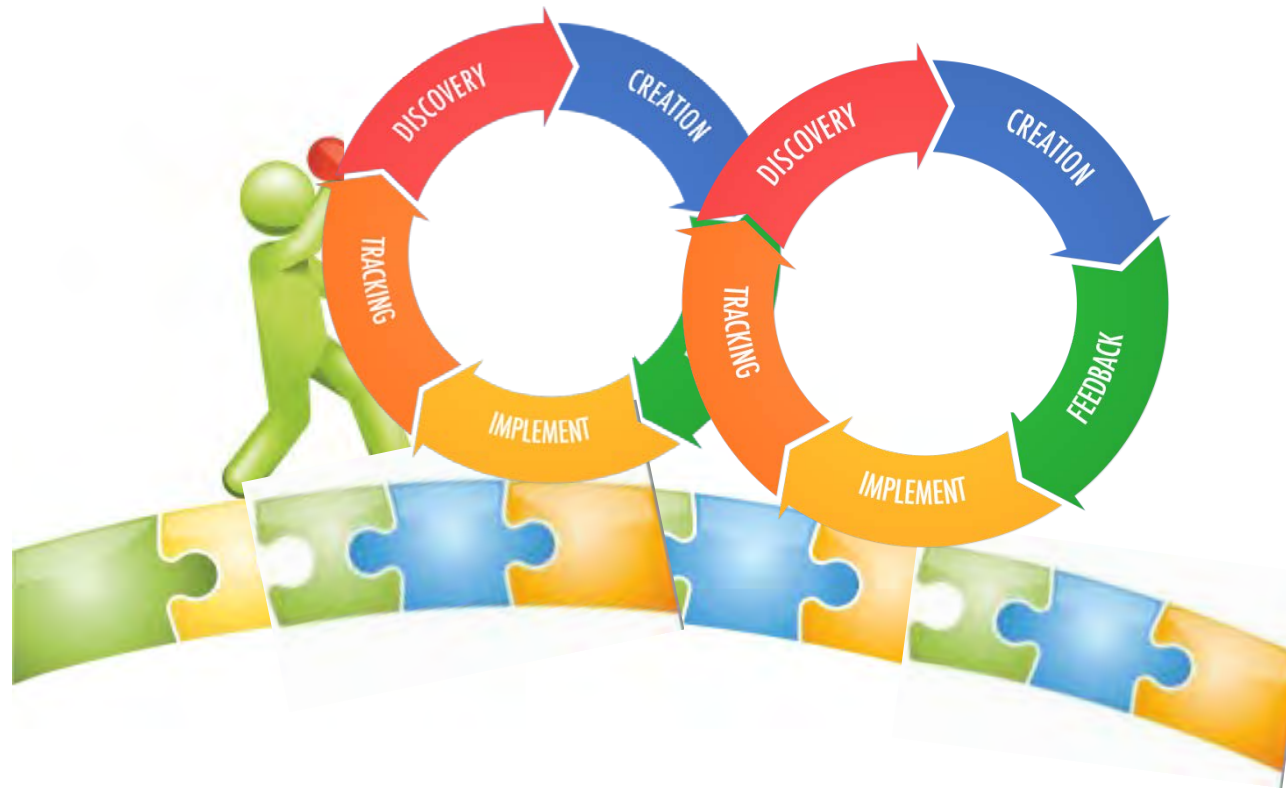 DISCOVERY
CREATION
TRACKING
IMPLEMENT
DISCOVERY
CREATION
FEEDBACK
IMPLEMENT
TRACKING